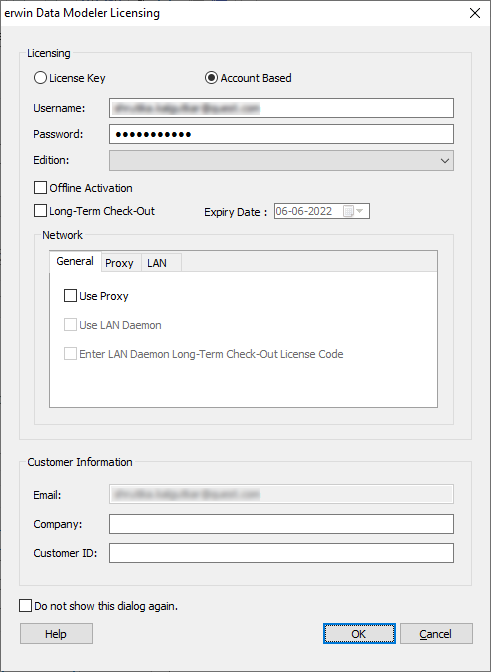 erwin Data Modeler Licensing
Licensing
License Key
Account Based
Username:
Password:
Edition:
Offline Activation
Long-Term Check-Out
Expiry Date :
06-06-2022
Network
General
Proxy
LAN
Use Proxy
Use LAN Daemon
Enter LAN Daemon Long-Term Check-Out License Code
Customer Information
Email:
Company:
Customer ID:
Do not show this dialog again.
Help
OK
Cancel